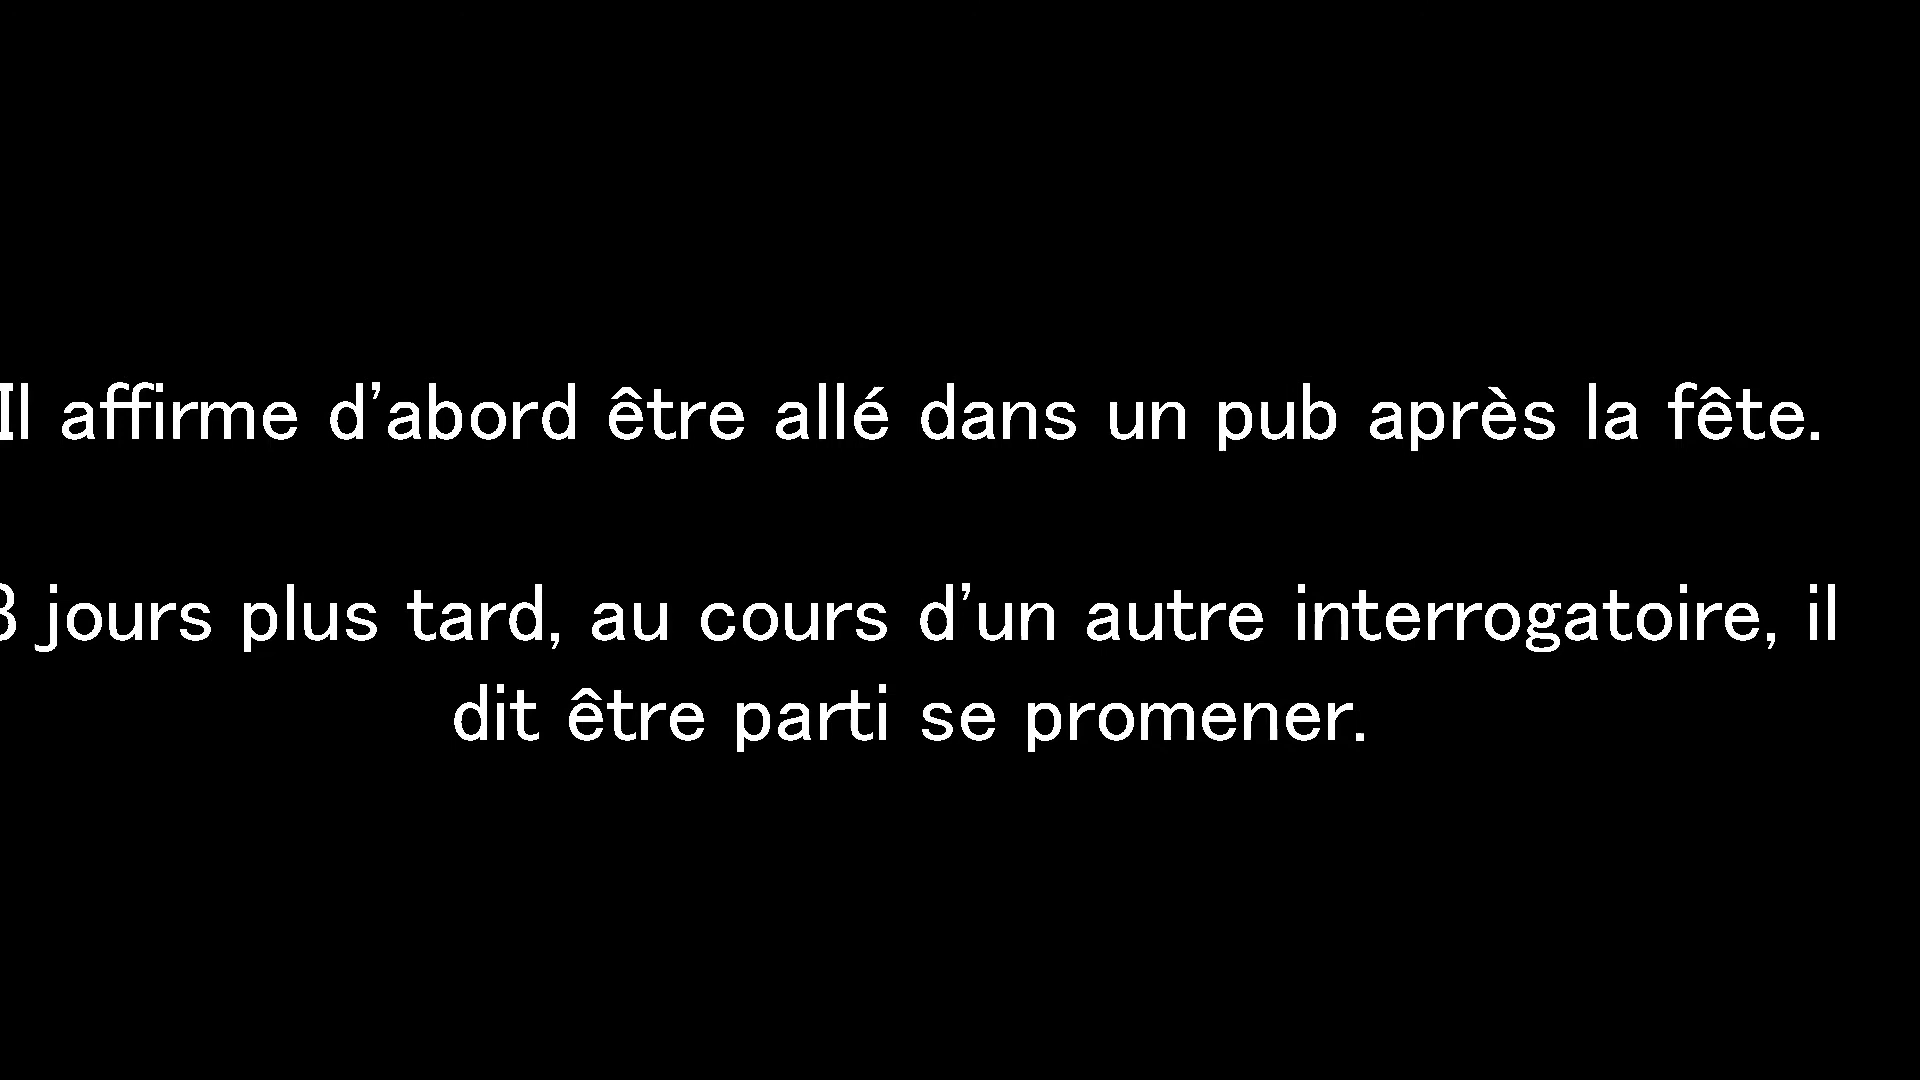 Il affirme d’abord être allé dans un pub après la fête.
jours plus tard, au cours d’un autre interrogatoire, il
dit être parti se promener.